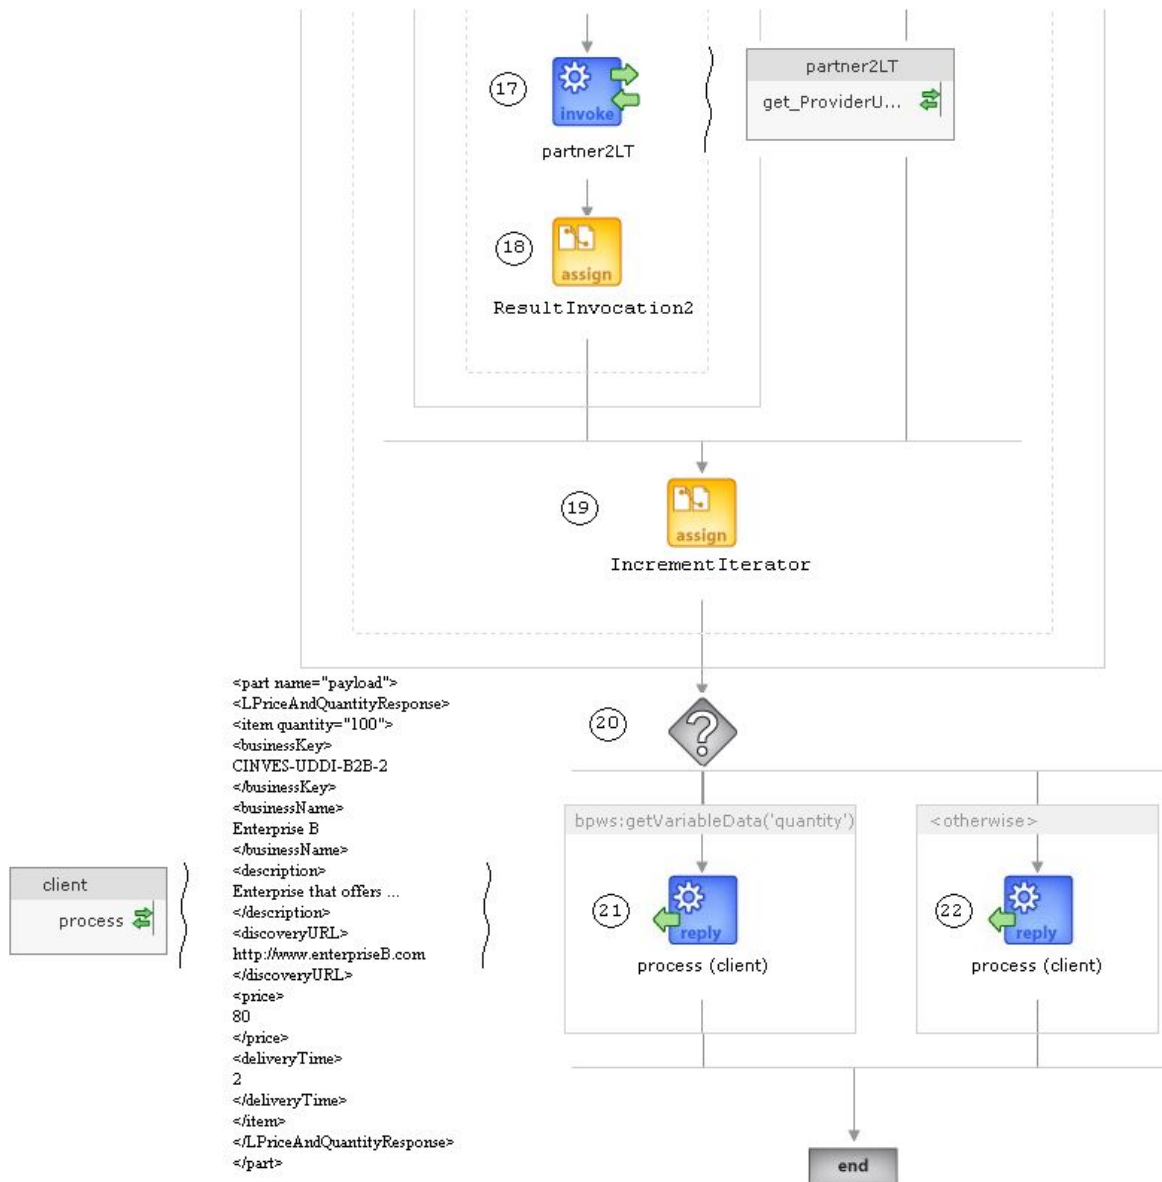 17
invoke
partner2LT
partner2LT
get_ProviderU...
18
assign
ResultInvocation2
19
assign
IncrementIterator
<part name="payload">
<LPriceAndQuantityResponse>
<item quantity="100">
<businessKey>
CINVES-UDDI-B2B-2
</businessKey>
<businessName>
Enterprise B
</businessName>
<description>
Enterprise that offers ...
</description>
<discoveryURL>
http://www.enterpriseB.com
</discoveryURL>
<price>
80
</price>
<deliveryTime>
2
</deliveryTime>
</item>
</LPriceAndQuantityResponse>
</part>
client
process
20
?
bpws:getVariableData('quantity')
<otherwise>
21
reply
process (client)
22
reply
process (client)
end